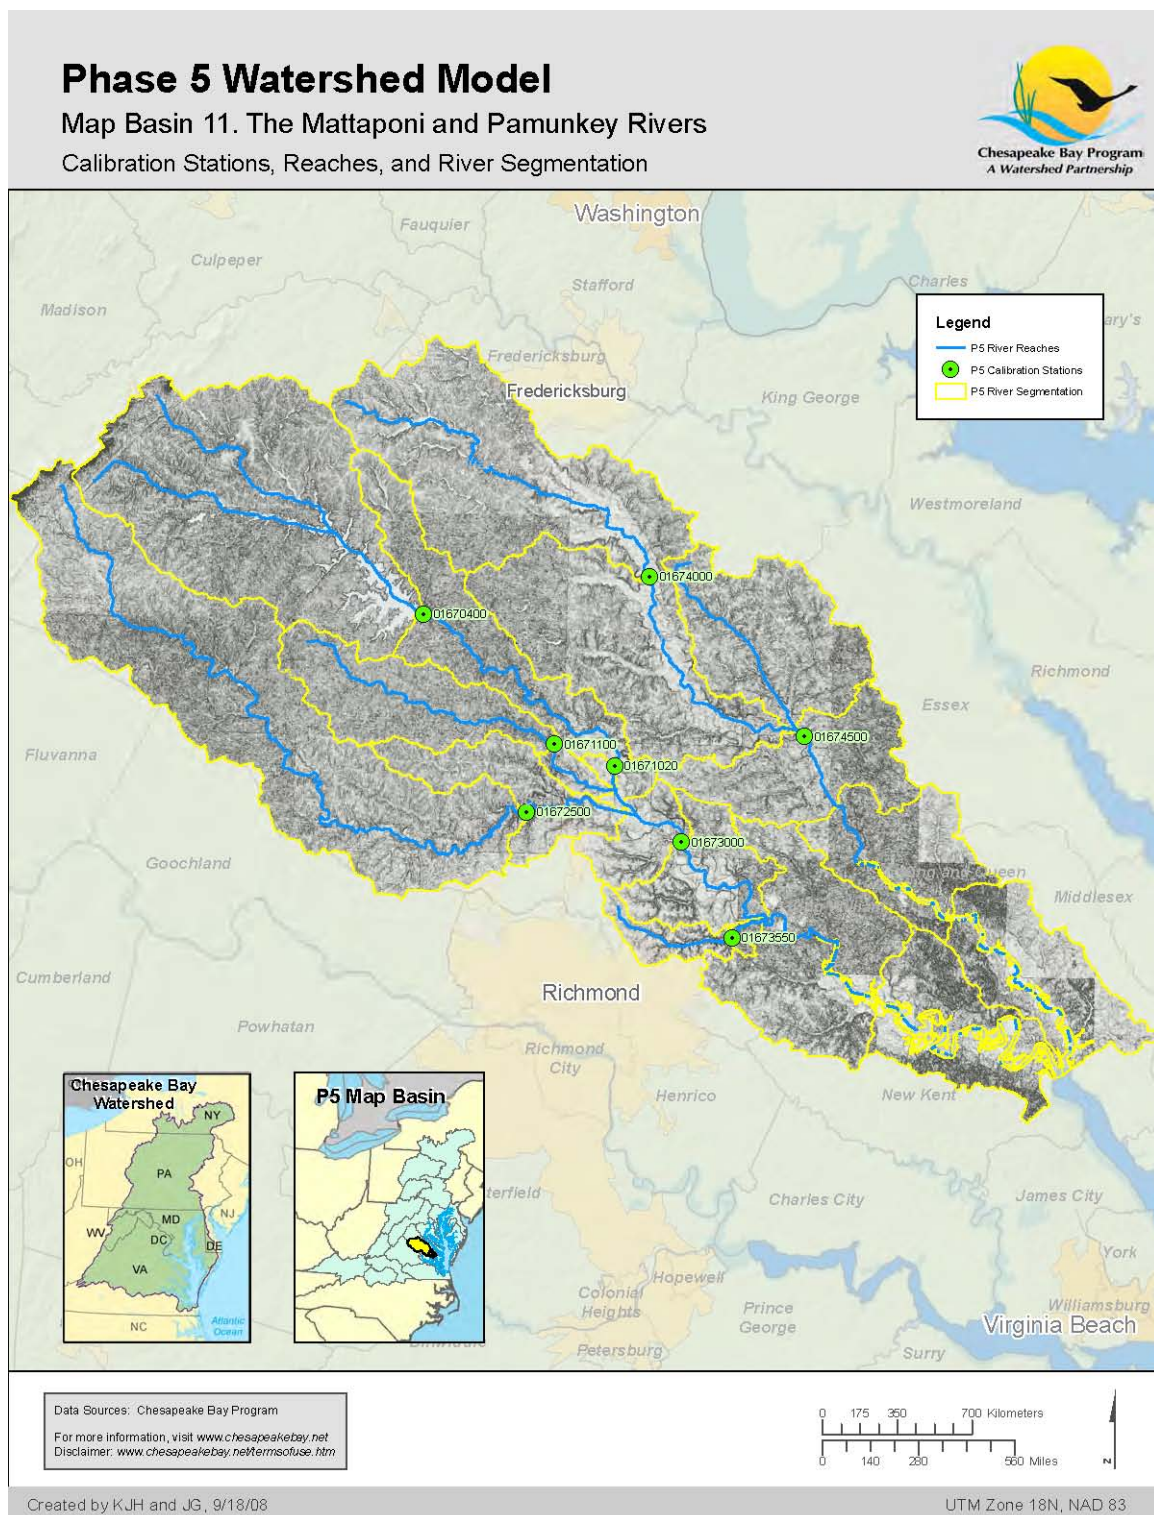 Phase 5 Watershed Model
Map Basin 11. The Mattaponi and Pamunkey Rivers
Calibration Stations, Reaches, and River Segmentation
Chesapeake Bay Program
A Watershed Partnership
Washington
Fauquier
Culpeper
Stafford
Charles
Madison
Legend
P5 River Reaches
P5 Calibration Stations
P5 River Segmentation
ary's
Fredericksburg
Fredericksburg
King George
Westmoreland
01674000
01670400
Richmond
Essex
01674500
Fluvanna
01671100
01671020
01672500
01673000
Goochland
King and Queen
Middlesex
01673550
Cumberland
Richmond
Powhatan
Richmond
City
Henrico
New Kent
Chesapeake Bay
Watershed
NY
OH
PA
NJ
WV
MD
DC
DE
VA
NC
Atlantic
Ocean
P5 Map Basin
terfield
Charles City
James City
York
Hopewell
Colonial
Heights
Prince
George
Williamsburg
Virginia Beach
Petersburg
Surry
Data Sources: Chesapeake Bay Program
For more information, visit www.chesapeakebay.net
Disclaimer: www.chesapeakebay.net/termsofuse.htm
0 175 350 700 Kilometers
0 140 280 560 Miles
N
Created by KJH and JG, 9/18/08
UTM Zone 18N, NAD 83